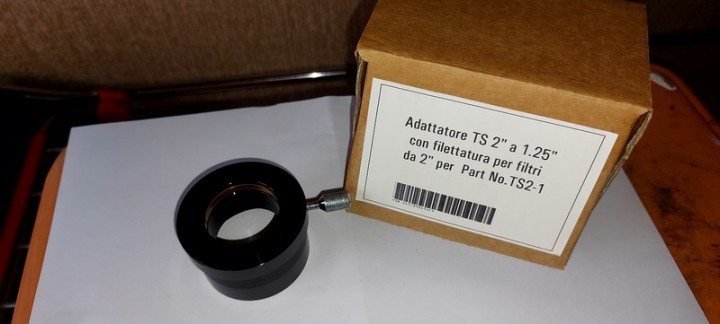 Adattatore TS 2" a 1.25"
con filettatura per filtri
da 2" per Part No.TS2-1